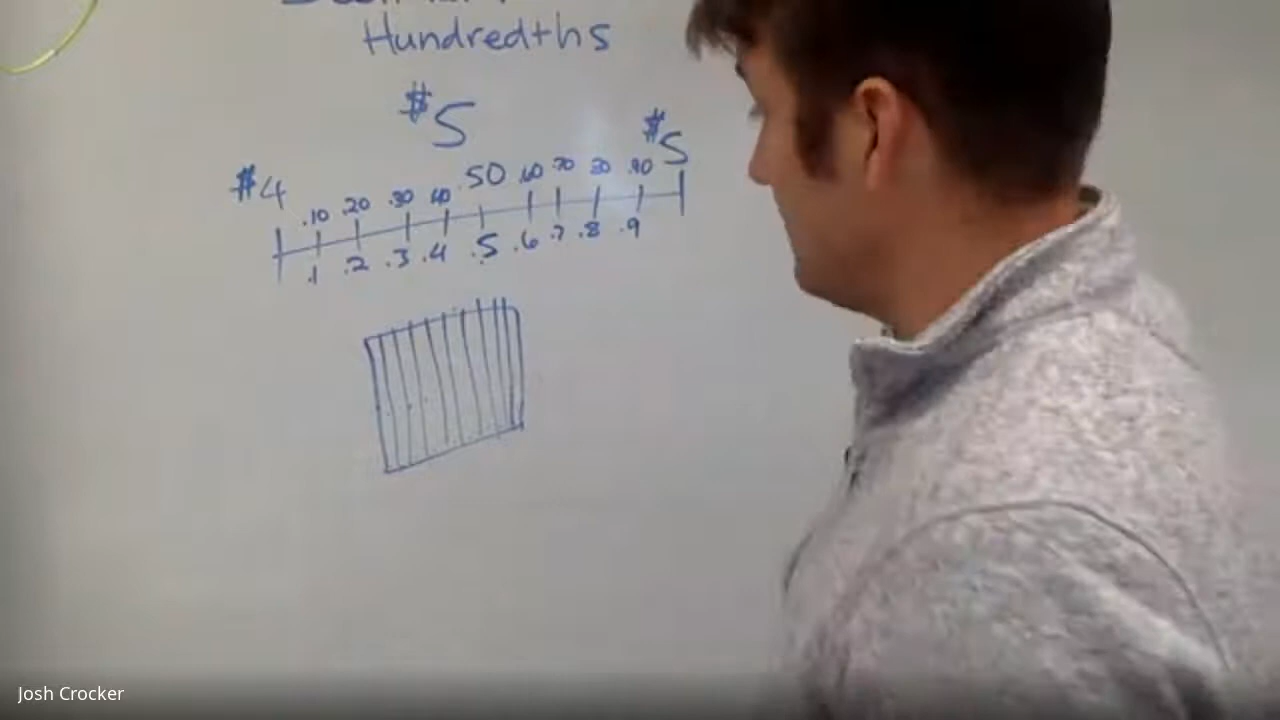 Hundredths
$5
$4 .10 .20 .30 .40 .50 .60 .70 .80 .90 $5
.1 .2 .3 .4 .5 .6 .7 .8 .9
Josh Crocker